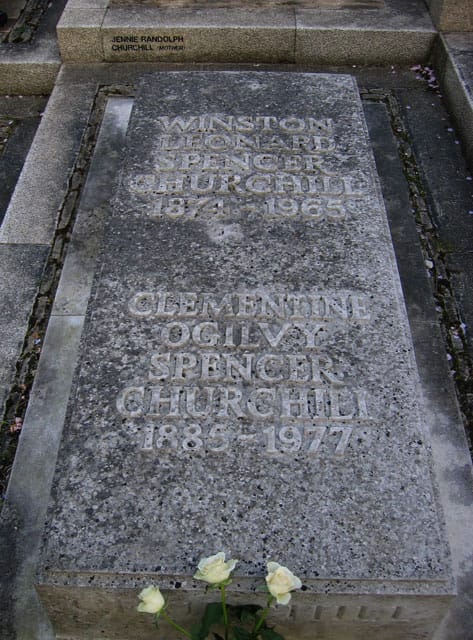 JENNIE RANDOLPH
CHURCHILL (MOTHER)
WINSTON
LEONARD
SPENCER
CHURCHILL
1874 - 1965
CLEMENTINE
OGILVY
SPENCER
CHURCHILL
1885 - 1977